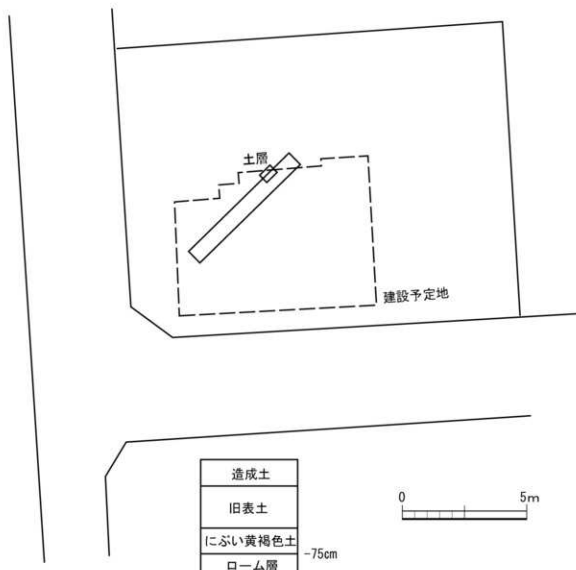 土層
建設予定地
造成土
旧表土
にぶい黄褐色土
-75cm
ローム層
0 5m